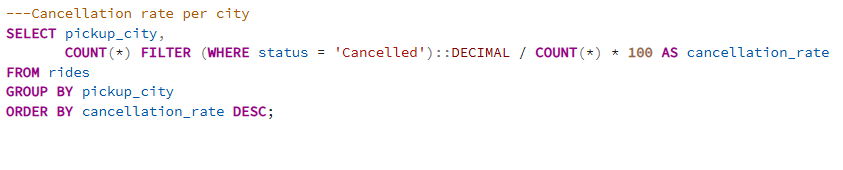 ---Cancellation rate per city
SELECT pickup_city,
       COUNT(*) FILTER (WHERE status = 'Cancelled')::DECIMAL / COUNT(*) * 100 AS cancellation_rate
FROM rides
GROUP BY pickup_city
ORDER BY cancellation_rate DESC;